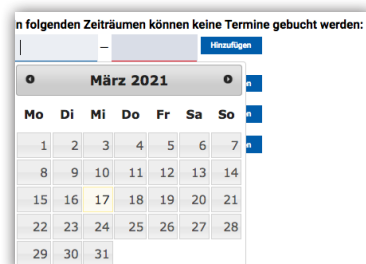 n folgenden Zeiträumen können keine Termine gebucht werden:
– Hinzufügen
März 2021
n
Mo Di Mi Do Fr Sa So n
1 2 3 4 5 6 7 n
8 9 10 11 12 13 14
15 16 17 18 19 20 21
22 23 24 25 26 27 28
29 30 31